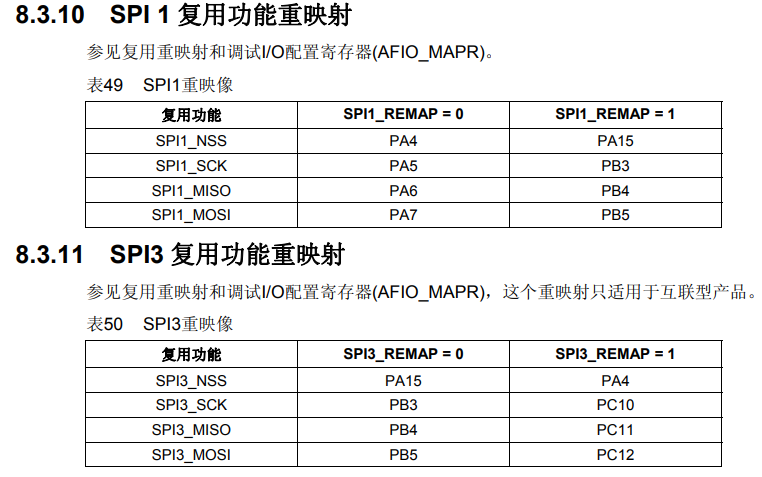 8.3.10 SPI 1 复用功能重映射
参见复用重映射和调试I/O配置寄存器(AFIO_MAPR)。
表49 SPI1重映像
复用功能 SPI1_REMAP = 0 SPI1_REMAP = 1
SPI1_NSS PA4 PA15
SPI1_SCK PA5 PB3
SPI1_MISO PA6 PB4
SPI1_MOSI PA7 PB5
8.3.11 SPI3 复用功能重映射
参见复用重映射和调试I/O配置寄存器(AFIO_MAPR)，这个重映射只适用于互联型产品。
表50 SPI3重映像
复用功能 SPI3_REMAP = 0 SPI3_REMAP = 1
SPI3_NSS PA15 PA4
SPI3_SCK PB3 PC10
SPI3_MISO PB4 PC11
SPI3_MOSI PB5 PC12